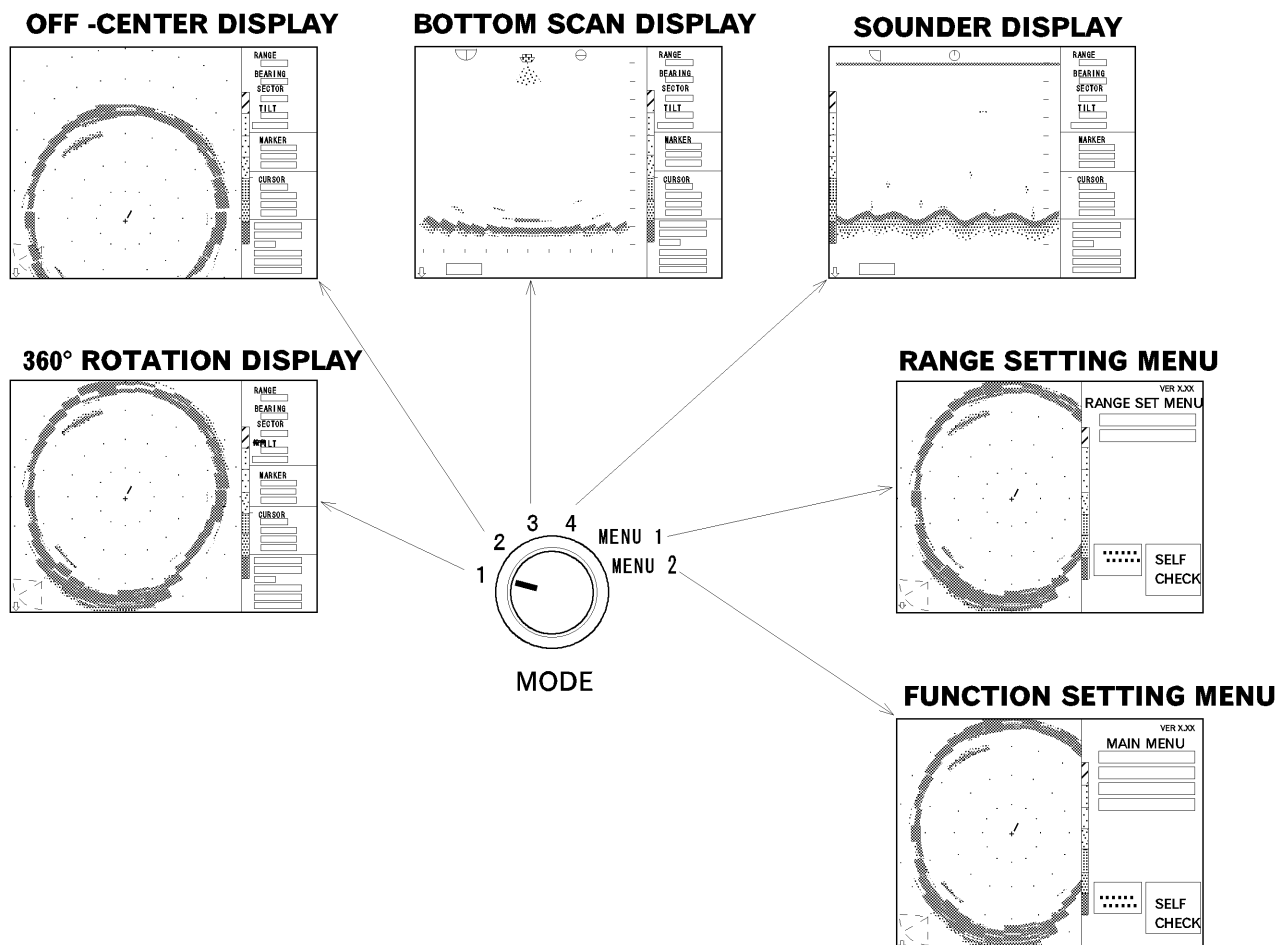 OFF -CENTER DISPLAY
RANGE
BEARING
SECTOR
TILT
MARKER
CURSOR
BOTTOM SCAN DISPLAY
RANGE
BEARING
SECTOR
TILT
MARKER
CURSOR
SOUNDER DISPLAY
RANGE
BEARING
SECTOR
TILT
MARKER
CURSOR
360° ROTATION DISPLAY
RANGE
BEARING
SECTOR
MARKER
CURSOR
RANGE SETTING MENU
VER X.XX
RANGE SET MENU
SELF
CHECK
1
2
3
4
MENU 1
MENU 2
MODE
FUNCTION SETTING MENU
VER X.XX
MAIN MENU
SELF
CHECK